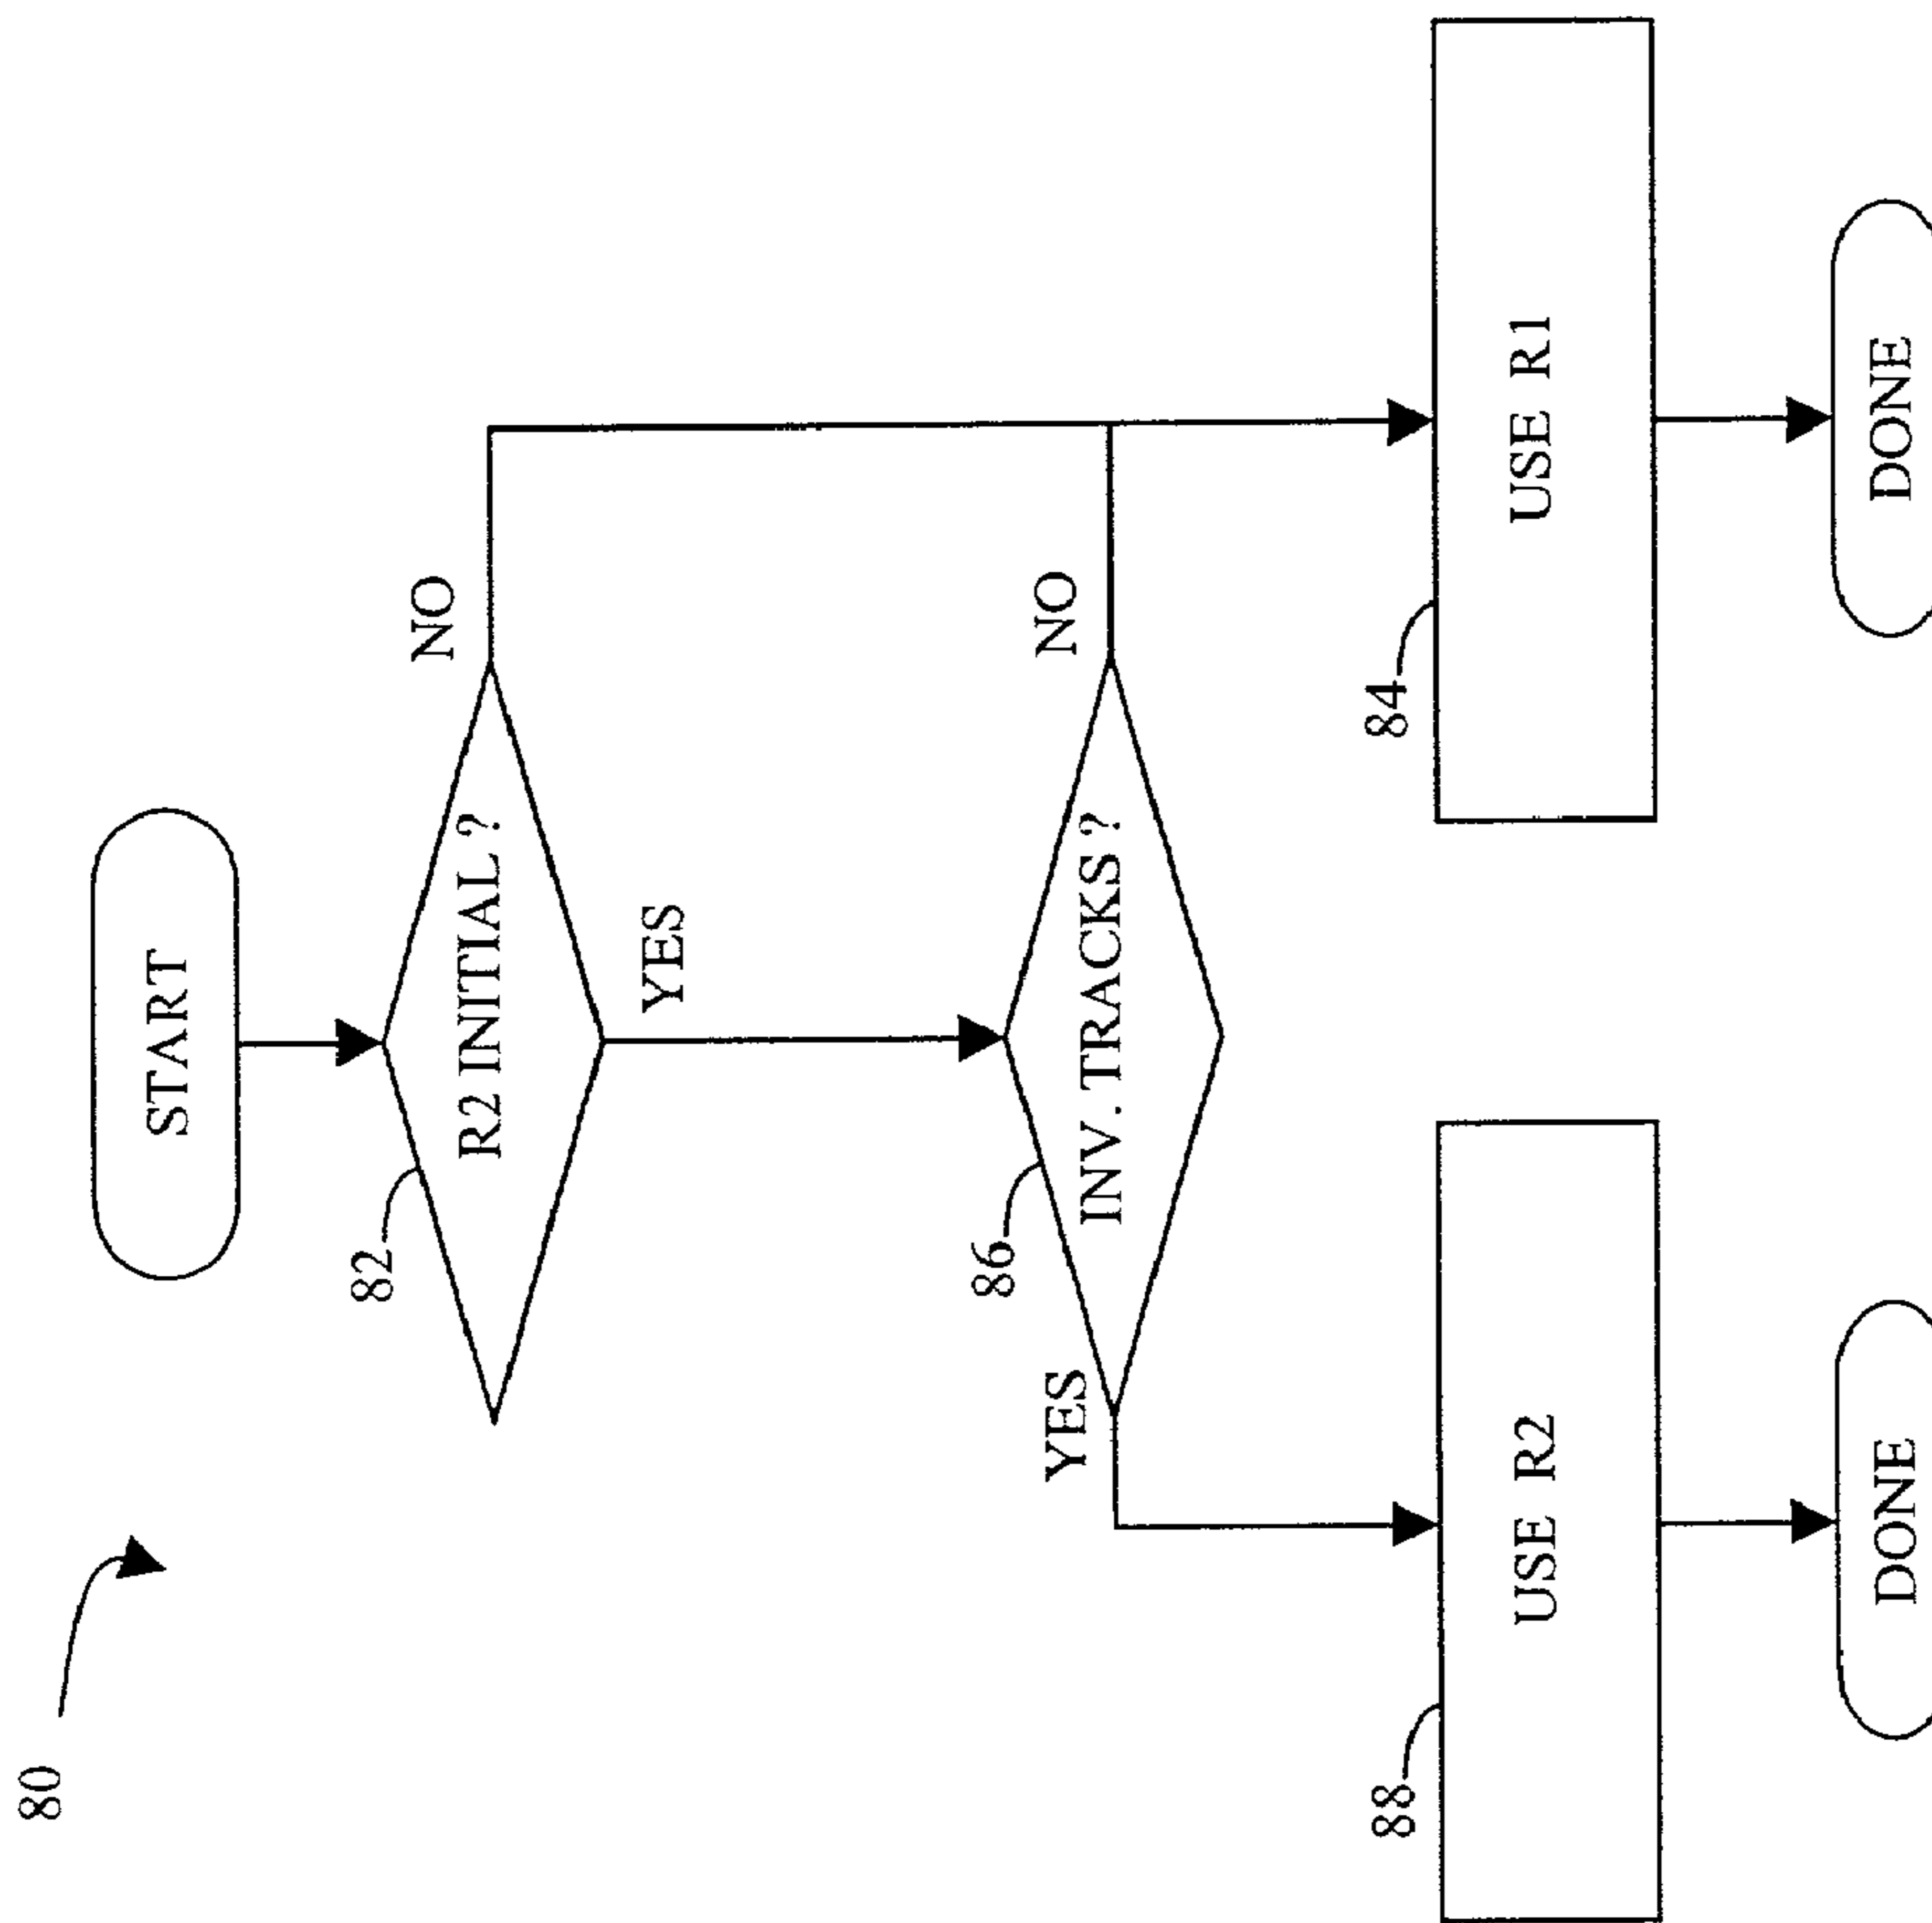 80
START
82
R2 INITIAL ?
NO
YES
86
INV. TRACKS ?
YES
NO
88
USE R2
84
USE R1
DONE
DONE